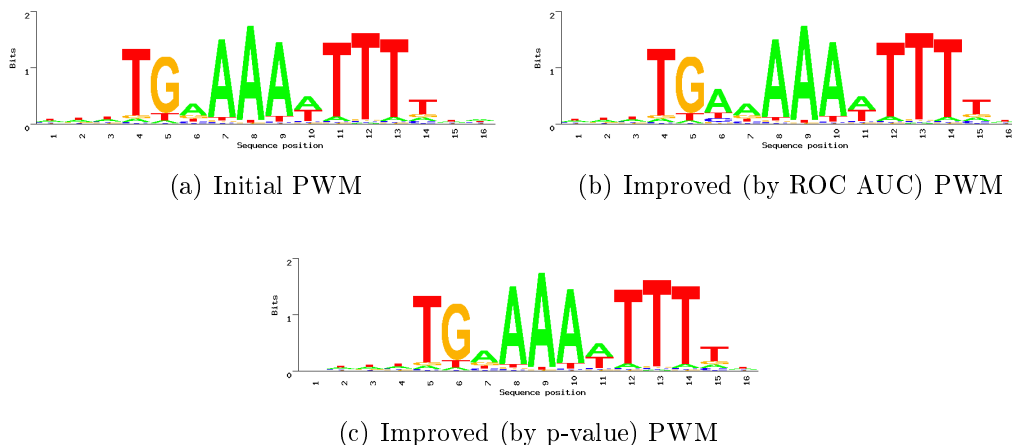 2
1
0
Bits
TGAAAAATTTT
1 2 3 4 5 6 7 8 9 10 11 12 13 14 15 16
Sequence position
(a) Initial PWM
2
1
0
Bits
TGAAAAAATTTT
1 2 3 4 5 6 7 8 9 10 11 12 13 14 15 16
Sequence position
(b) Improved (by ROC AUC) PWM
2
1
0
Bits
TGAAAAATTTT
1 2 3 4 5 6 7 8 9 10 11 12 13 14 15 16
Sequence position
(c) Improved (by p-value) PWM